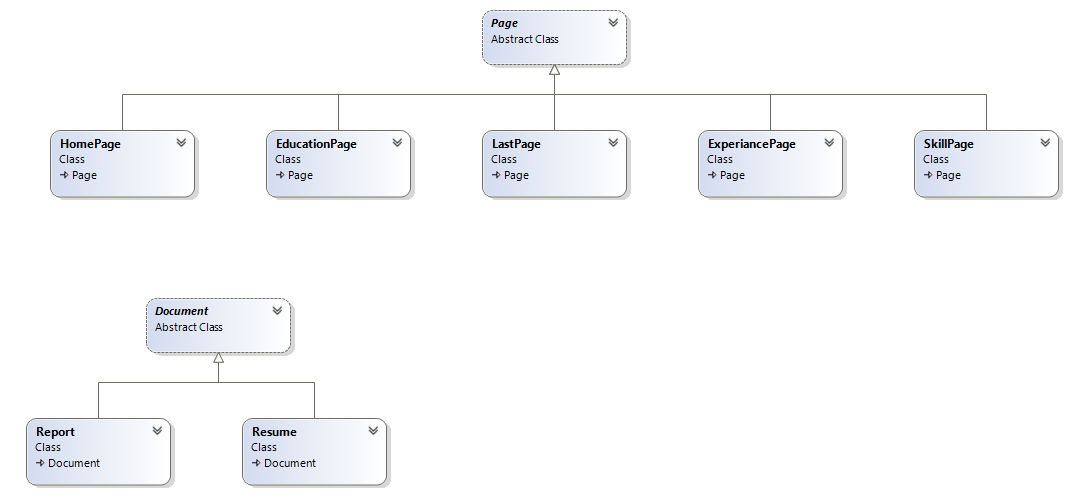 Page
Abstract Class
HomePage
Class
Page
EducationPage
Class
Page
LastPage
Class
Page
ExperiancePage
Class
Page
SkillPage
Class
Page
Document
Abstract Class
Report
Class
Document
Resume
Class
Document